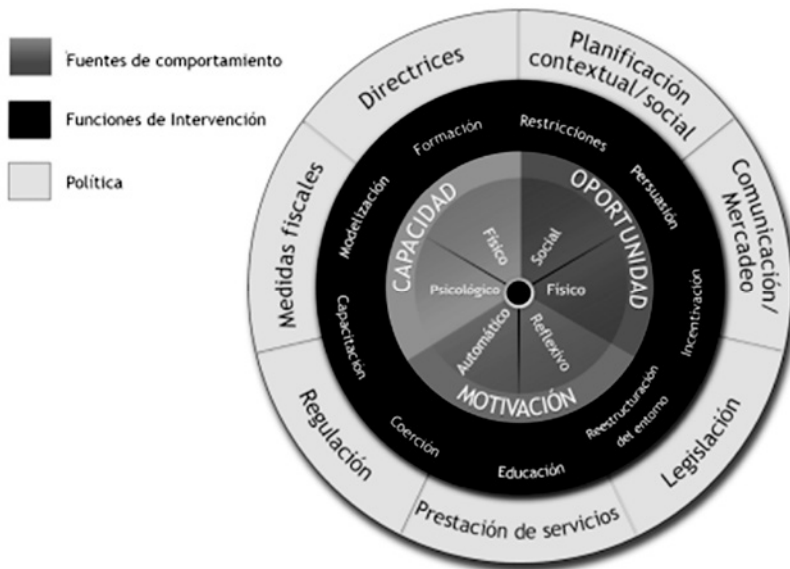 Fuentes de comportamiento
Funciones de Intervención
Política
Directrices
Planificación
contextual/social
Comunicación/
Mercadeo
Legislación
Prestación de servicios
Regulación
Medidas fiscales
Restricciones
Persuasión
Incentivación
Reestructuración
del entorno
Educación
Coerción
Capacitación
Modelización
Formación
CAPACIDAD
OPORTUNIDAD
MOTIVACIÓN
Físico
Social
Psicológico
Físico
Automático
Reflexivo